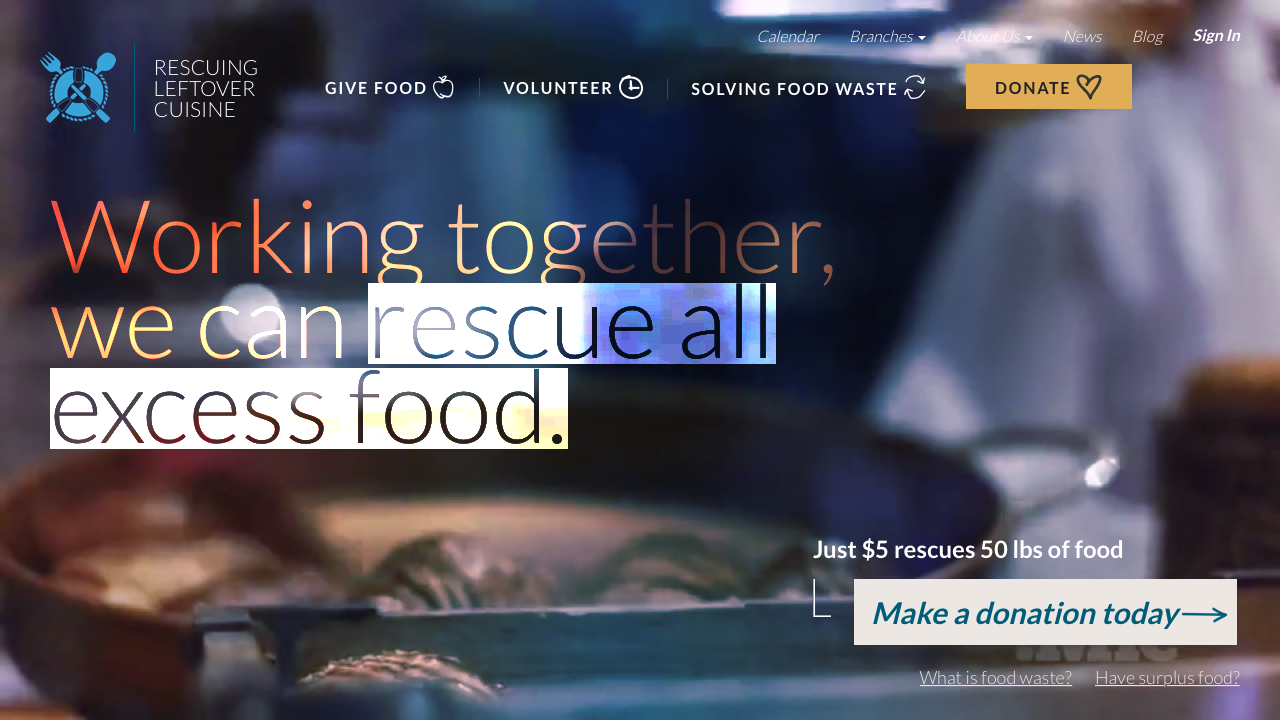 Calendar Branches About Us News Blog Sign In
RESCUING
LEFTOVER
CUISINE
GIVE FOOD VOLUNTEER SOLVING FOOD WASTE DONATE
Working together,
we can rescue all
excess food.
Just $5 rescues 50 lbs of food
Make a donation today
What is food waste? Have surplus food?